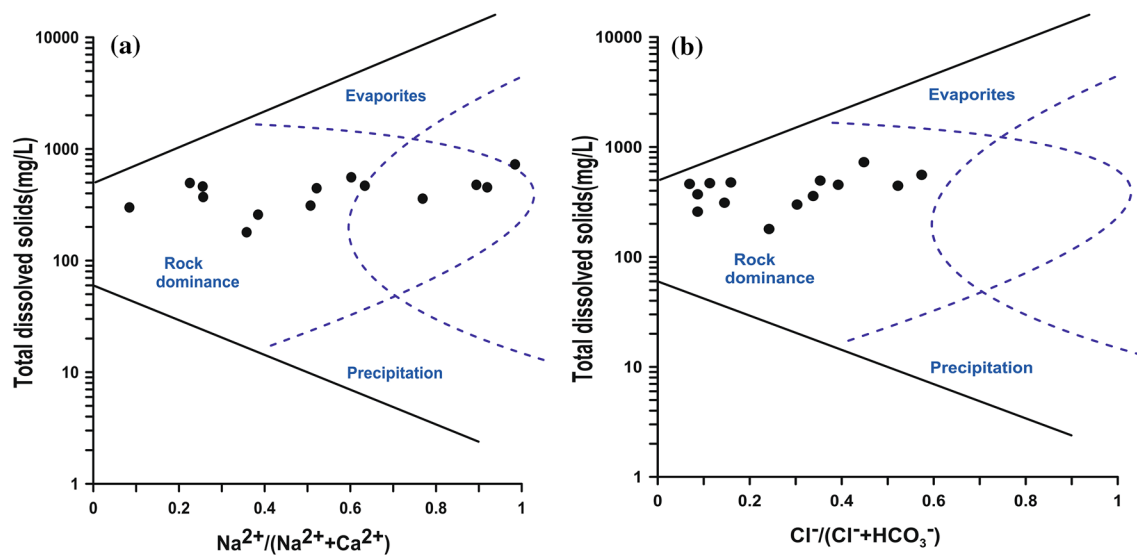 (a)
10000
1000
100
10
1
Total dissolved solids(mg/L)
Evaporites
Rock
dominance
Precipitation
0
0.2
0.4
0.6
0.8
1
Na²⁺/(Na²⁺+Ca²⁺)
(b)
10000
1000
100
10
1
Total dissolved solids(mg/L)
Evaporites
Rock
dominance
Precipitation
0
0.2
0.4
0.6
0.8
1
Cl⁻/(Cl⁻+HCO₃⁻)